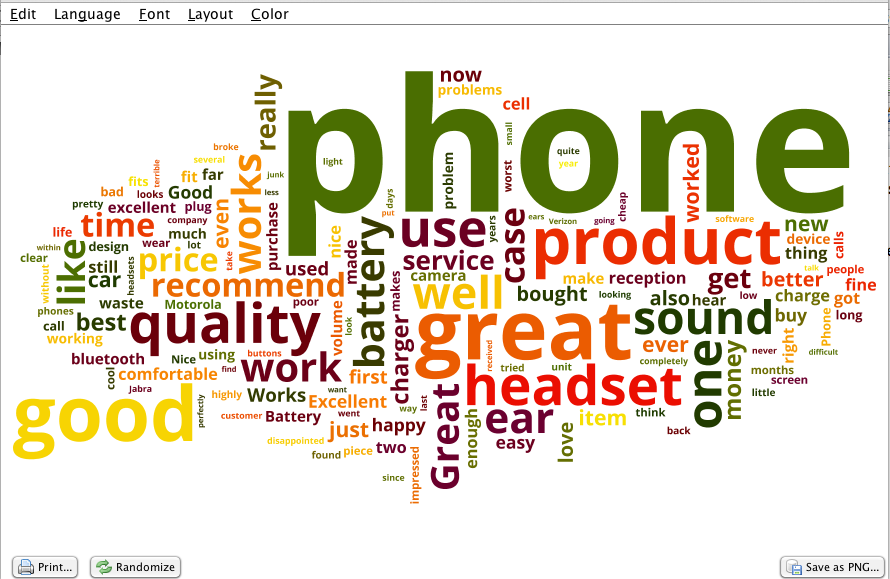 Edit Language Font Layout Color
now
problems
cell
really
phone
small
light
problem
quite
year
worst
worked
cheap
broke
several
terrible
fits
fit far
junk
works
bad
looks Good
less
pretty
excellent plug
even
purchase
put
days
years
ears
Verizon
going
software
life
time
company
much
nice
made
battery
use
case
product
new
device
calls
within
design
wear
lot
take
thing
clear
like
still
price
used
service
talk
people
without
car
headsets
recommend
makes
camera
make reception
get
better
fine
waste
Motorola
poor
volume
well
bought
looking
also hear
low
charge got
phones
call
best
quality
look
charger
great
sound
buy
Phone
long
working
bluetooth
Nice using
buttons
work
received
ever
one
money
never
right
difficult
cool
comfortable
find
first
tried
unit
completely
months
screen
Jabra
highly
Works
want
Excellent
headset
little
good
perfectly
customer
Battery
went
way
last
Great
enough
ear
item
think
disappointed
just
happy
easy
love
back
found piece
two
impressed
since
Print...
Randomize
Save as PNG...